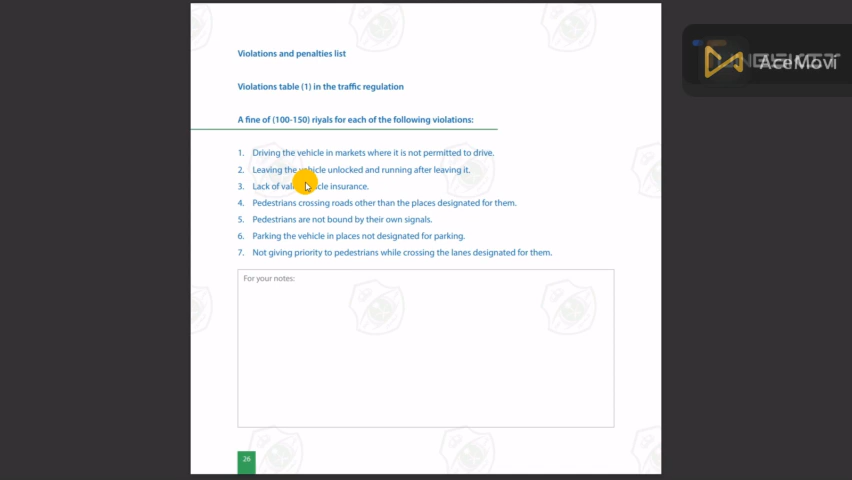 Violations and penalties list
Violations table (1) in the traffic regulation
A fine of (100-150) riyals for each of the following violations:
1. Driving the vehicle in markets where it is not permitted to drive.
2. Leaving the vehicle unlocked and running after leaving it.
3. Lack of valid vehicle insurance.
4. Pedestrians crossing roads other than the places designated for them.
5. Pedestrians are not bound by their own signals.
6. Parking the vehicle in places not designated for parking.
7. Not giving priority to pedestrians while crossing the lanes designated for them.
For your notes:
26
AceMovi